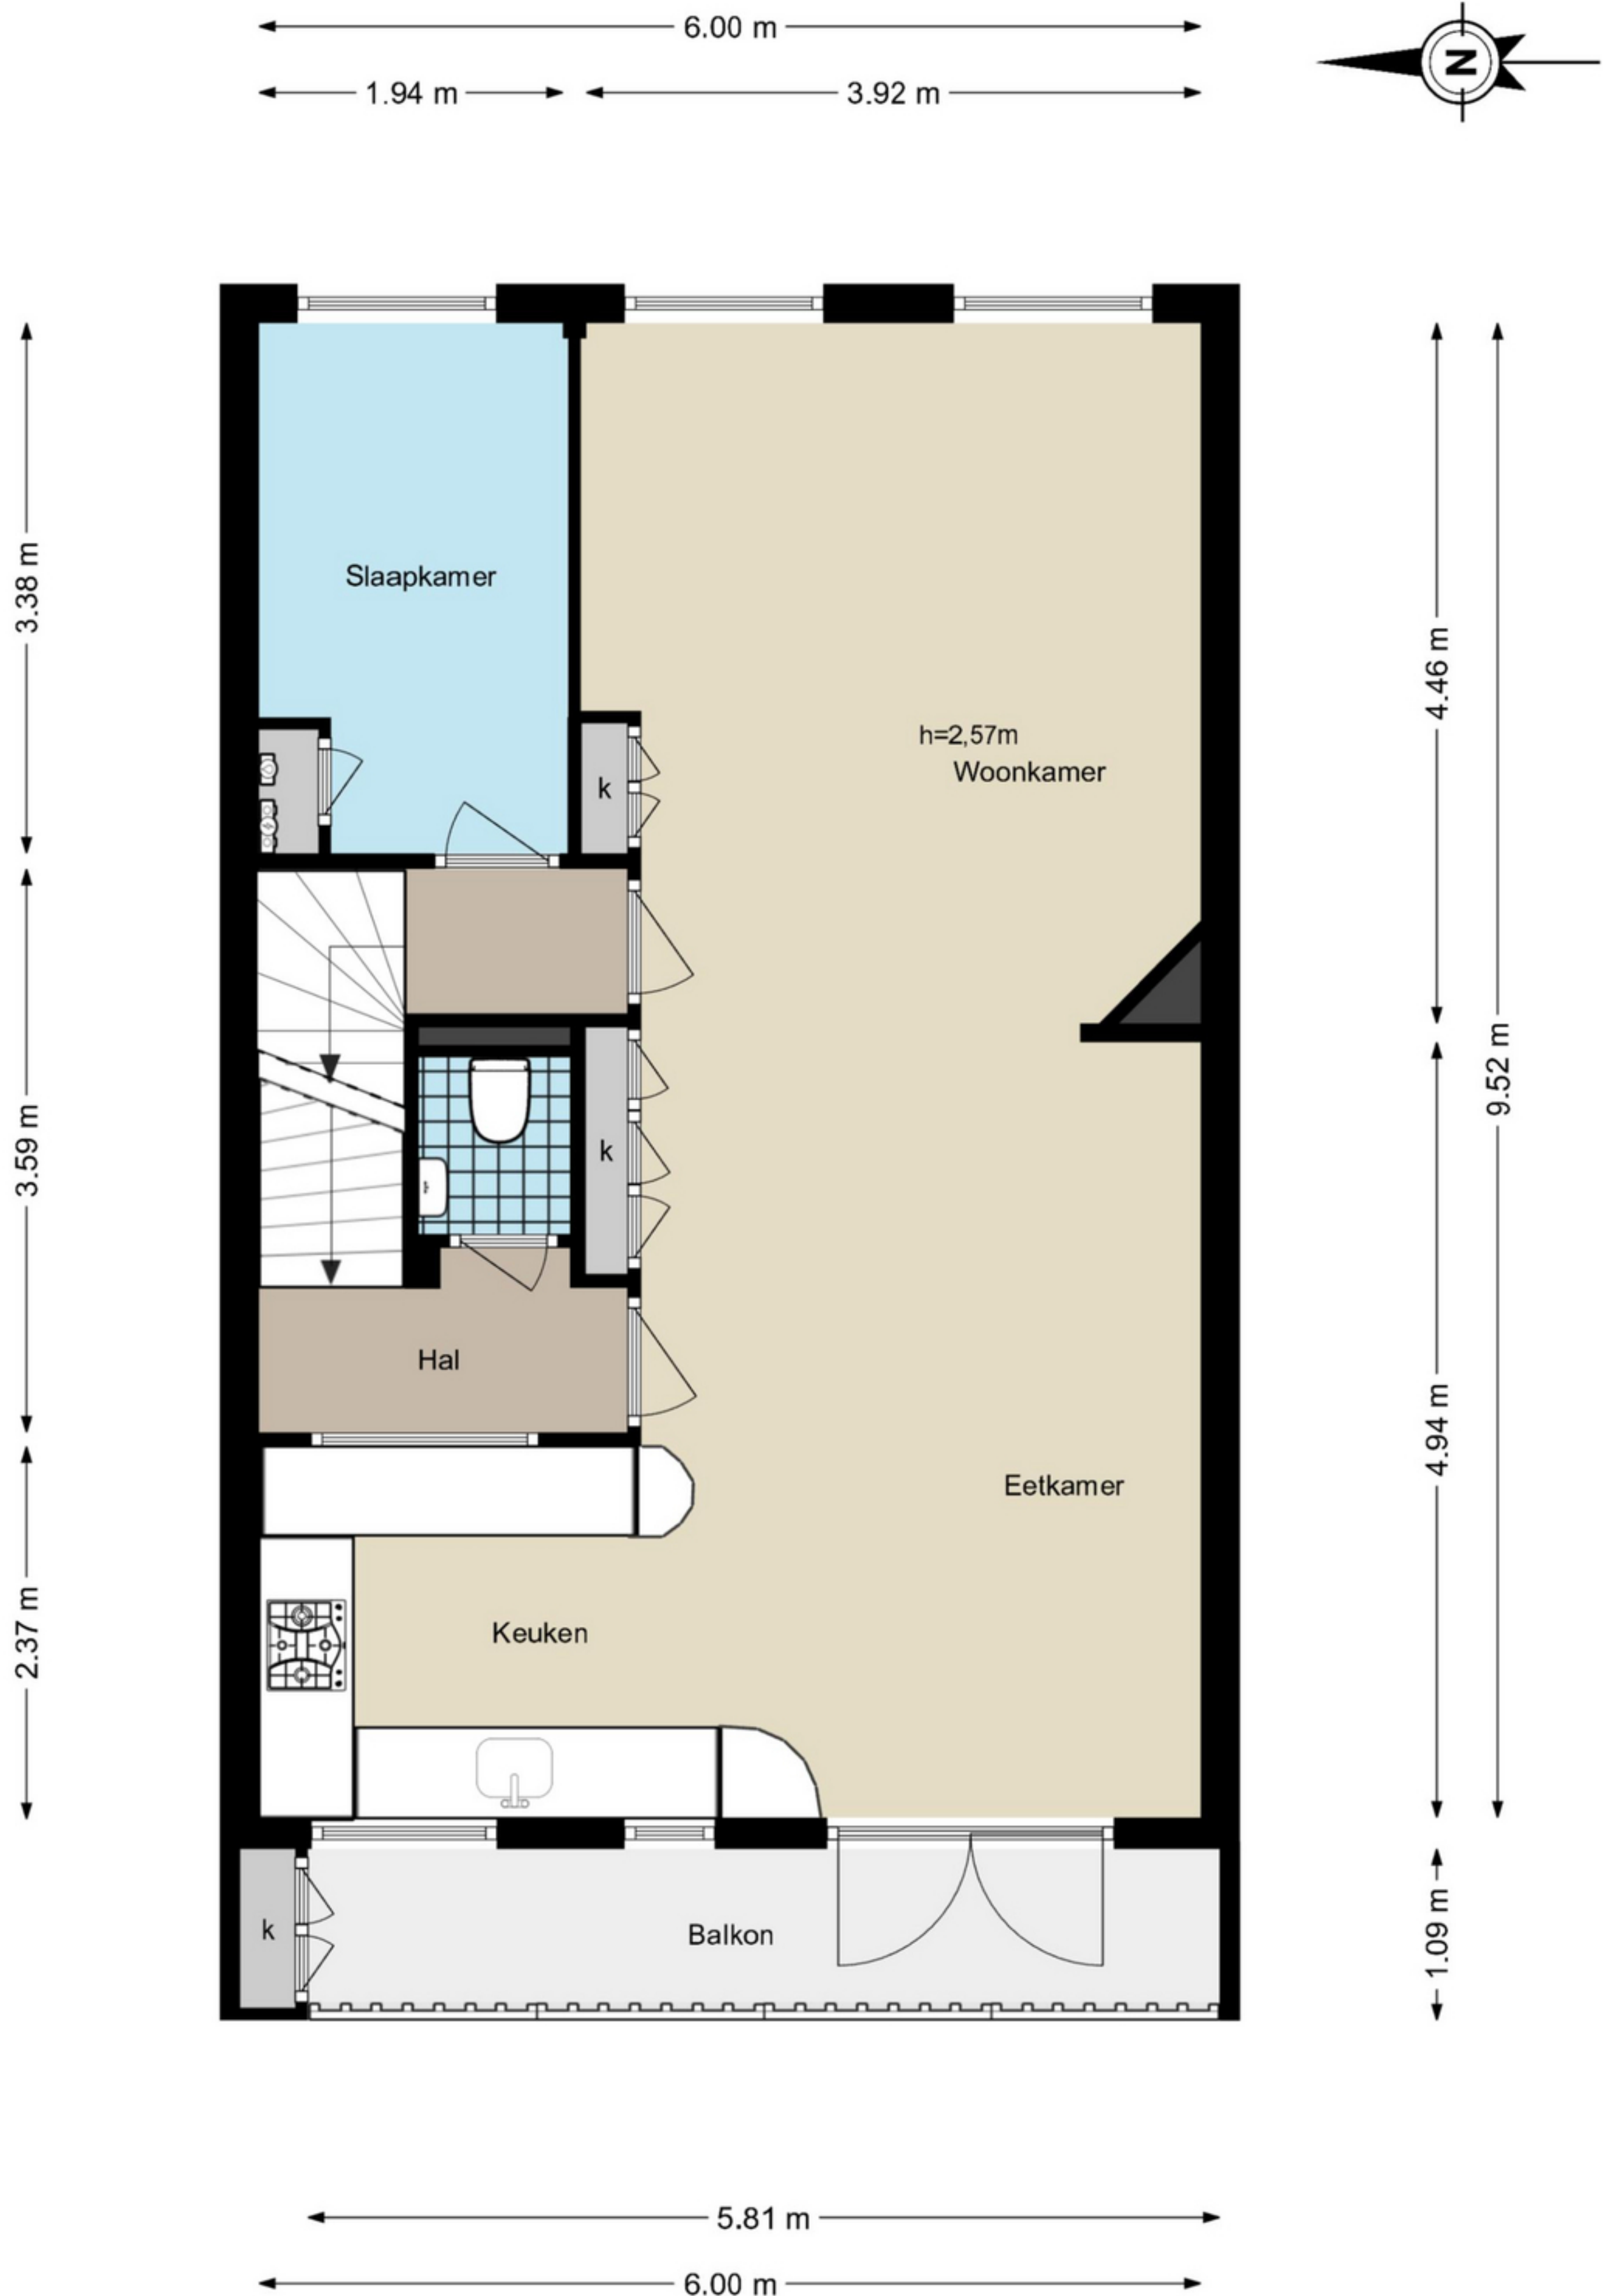 6.00 m
1.94 m
3.92 m
N
3.38 m
Slaapkamer
4.46 m
h=2,57m
Woonkamer
k
9.52 m
3.59 m
k
Hal
4.94 m
Eetkamer
2.37 m
Keuken
k
Balkon
1.09 m
5.81 m
6.00 m